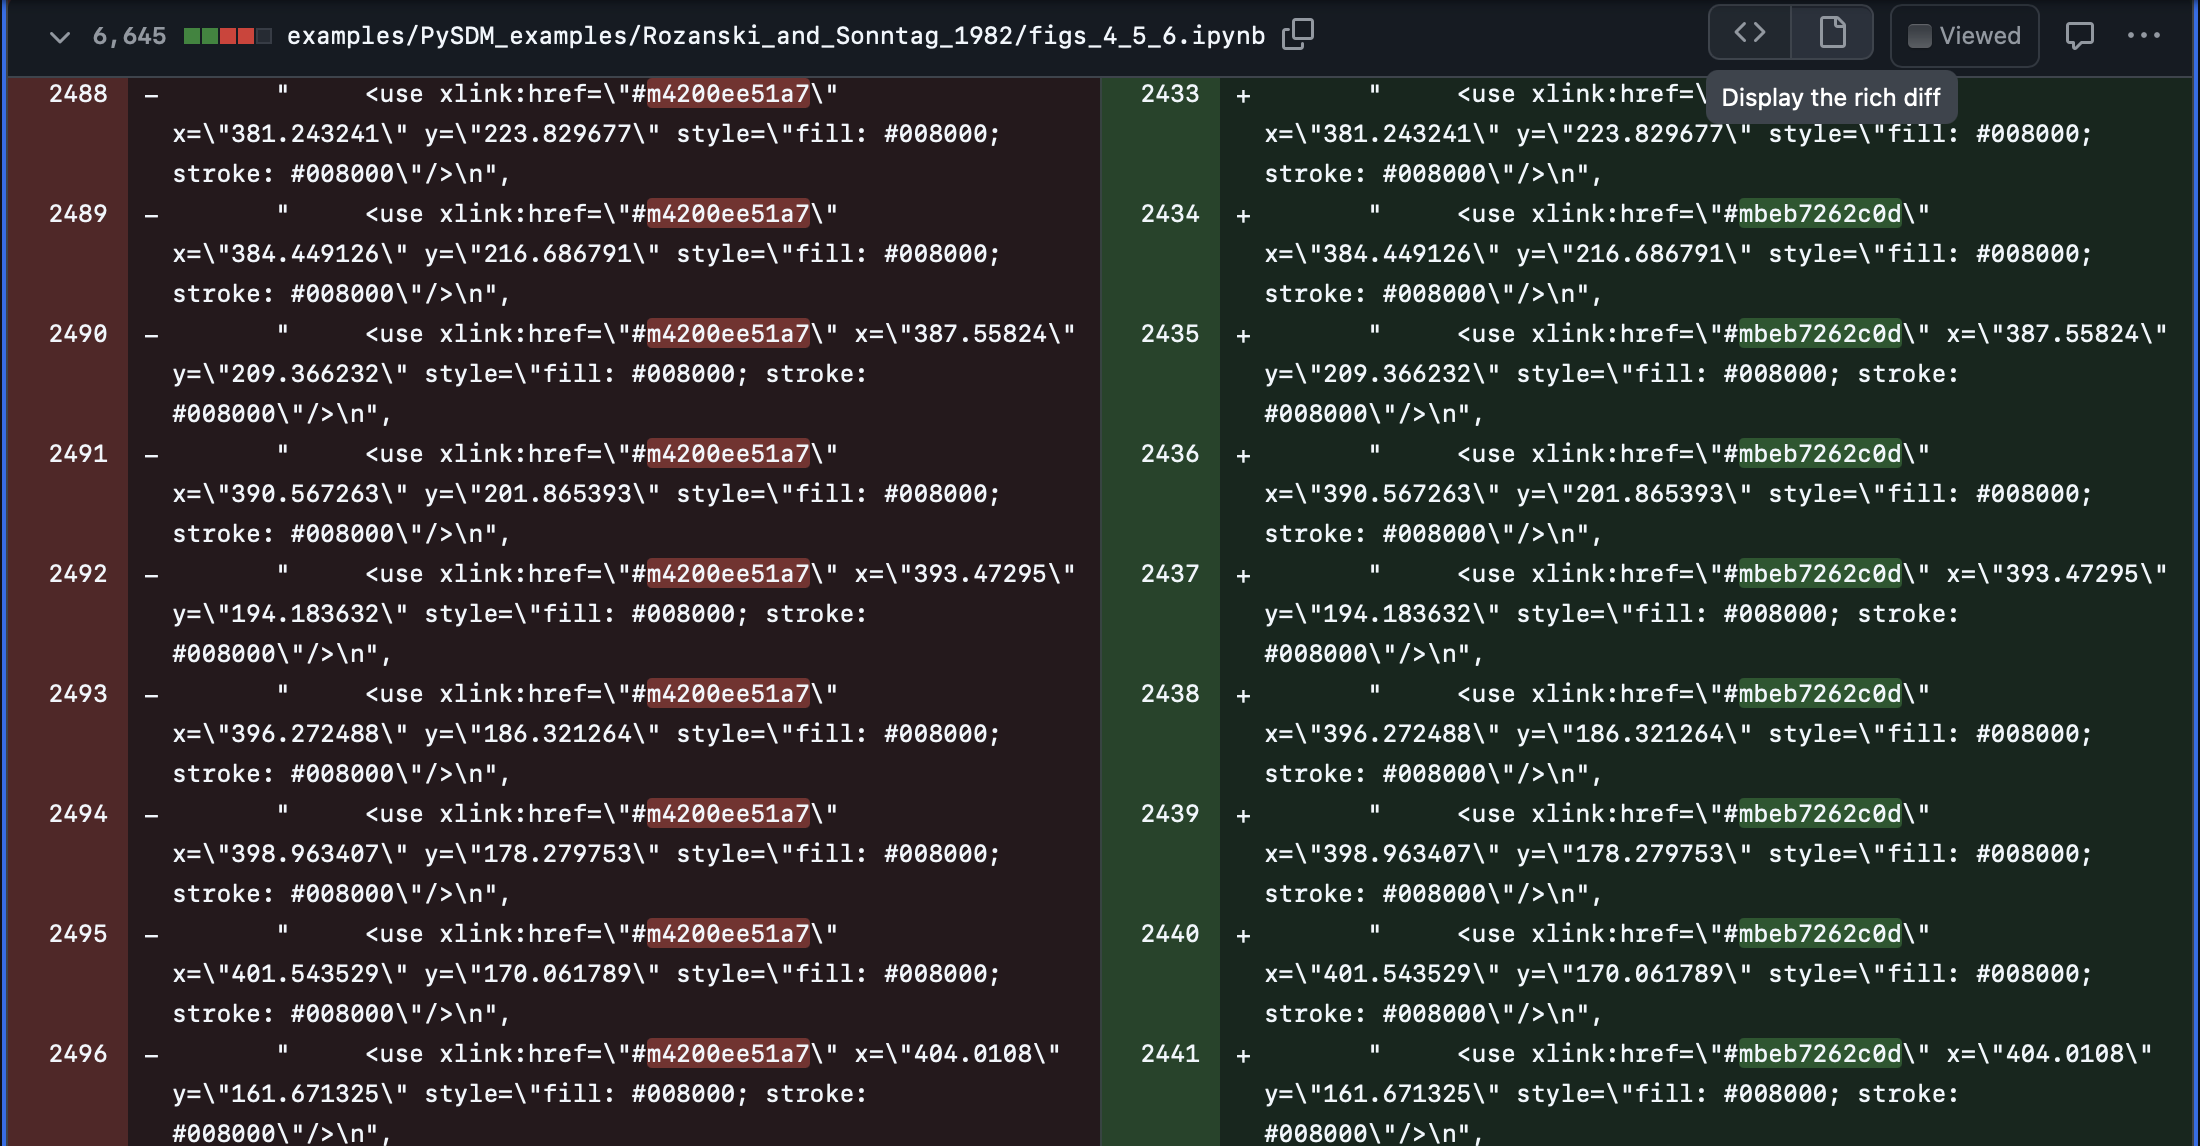 6,645 examples/PySDM_examples/Rozanski_and_Sonntag_1982/figs_4_5_6.ipynb Viewed
Display the rich diff
2488 – " <use xlink:href=\"#m4200ee51a7\"
x=\"381.243241\" y=\"223.829677\" style=\"fill: #008000;
stroke: #008000\"/>\n",
2489 – " <use xlink:href=\"#m4200ee51a7\"
x=\"384.449126\" y=\"216.686791\" style=\"fill: #008000;
stroke: #008000\"/>\n",
2490 – " <use xlink:href=\"#m4200ee51a7\" x=\"387.55824\"
y=\"209.366232\" style=\"fill: #008000; stroke:
#008000\"/>\n",
2491 – " <use xlink:href=\"#m4200ee51a7\"
x=\"390.567263\" y=\"201.865393\" style=\"fill: #008000;
stroke: #008000\"/>\n",
2492 – " <use xlink:href=\"#m4200ee51a7\" x=\"393.47295\"
y=\"194.183632\" style=\"fill: #008000; stroke:
#008000\"/>\n",
2493 – " <use xlink:href=\"#m4200ee51a7\"
x=\"396.272488\" y=\"186.321264\" style=\"fill: #008000;
stroke: #008000\"/>\n",
2494 – " <use xlink:href=\"#m4200ee51a7\"
x=\"398.963407\" y=\"178.279753\" style=\"fill: #008000;
stroke: #008000\"/>\n",
2495 – " <use xlink:href=\"#m4200ee51a7\"
x=\"401.543529\" y=\"170.061789\" style=\"fill: #008000;
stroke: #008000\"/>\n",
2496 – " <use xlink:href=\"#m4200ee51a7\" x=\"404.0108\"
y=\"161.671325\" style=\"fill: #008000; stroke:
#008000\"/>\n",
2433 + " <use xlink:href=\
x=\"381.243241\" y=\"223.829677\" style=\"fill: #008000;
stroke: #008000\"/>\n",
2434 + " <use xlink:href=\"#mbeb7262c0d\"
x=\"384.449126\" y=\"216.686791\" style=\"fill: #008000;
stroke: #008000\"/>\n",
2435 + " <use xlink:href=\"#mbeb7262c0d\" x=\"387.55824\"
y=\"209.366232\" style=\"fill: #008000; stroke:
#008000\"/>\n",
2436 + " <use xlink:href=\"#mbeb7262c0d\"
x=\"390.567263\" y=\"201.865393\" style=\"fill: #008000;
stroke: #008000\"/>\n",
2437 + " <use xlink:href=\"#mbeb7262c0d\" x=\"393.47295\"
y=\"194.183632\" style=\"fill: #008000; stroke:
#008000\"/>\n",
2438 + " <use xlink:href=\"#mbeb7262c0d\"
x=\"396.272488\" y=\"186.321264\" style=\"fill: #008000;
stroke: #008000\"/>\n",
2439 + " <use xlink:href=\"#mbeb7262c0d\"
x=\"398.963407\" y=\"178.279753\" style=\"fill: #008000;
stroke: #008000\"/>\n",
2440 + " <use xlink:href=\"#mbeb7262c0d\"
x=\"401.543529\" y=\"170.061789\" style=\"fill: #008000;
stroke: #008000\"/>\n",
2441 + " <use xlink:href=\"#mbeb7262c0d\" x=\"404.0108\"
y=\"161.671325\" style=\"fill: #008000; stroke:
#008000\"/>\n",